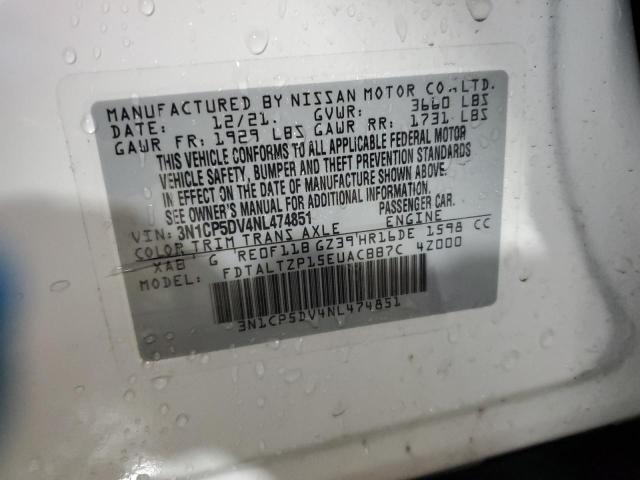 MANUFACTURED BY NISSAN MOTOR CO.,LTD.
DATE: 12/21. GVWR: 3660 LBS
GAWR FR: 1929 LBS GAWR RR: 1731 LBS
THIS VEHICLE CONFORMS TO ALL APPLICABLE FEDERAL MOTOR
VEHICLE SAFETY, BUMPER AND THEFT PREVENTION STANDARDS
IN EFFECT ON THE DATE OF MANUFACTURE SHOWN ABOVE.
SEE OWNER'S MANUAL FOR ADDITIONAL INFORMATION.
VIN: 3N1CP5DV4NL474851 PASSENGER CAR.
COLOR TRIM TRANS AXLE ENGINE
XAB G RE0F11B GZ39 HR16DE 1598 CC
MODEL FDTALTZP15EUACBB7C 4Z000
3N1CP5DV4NL474851